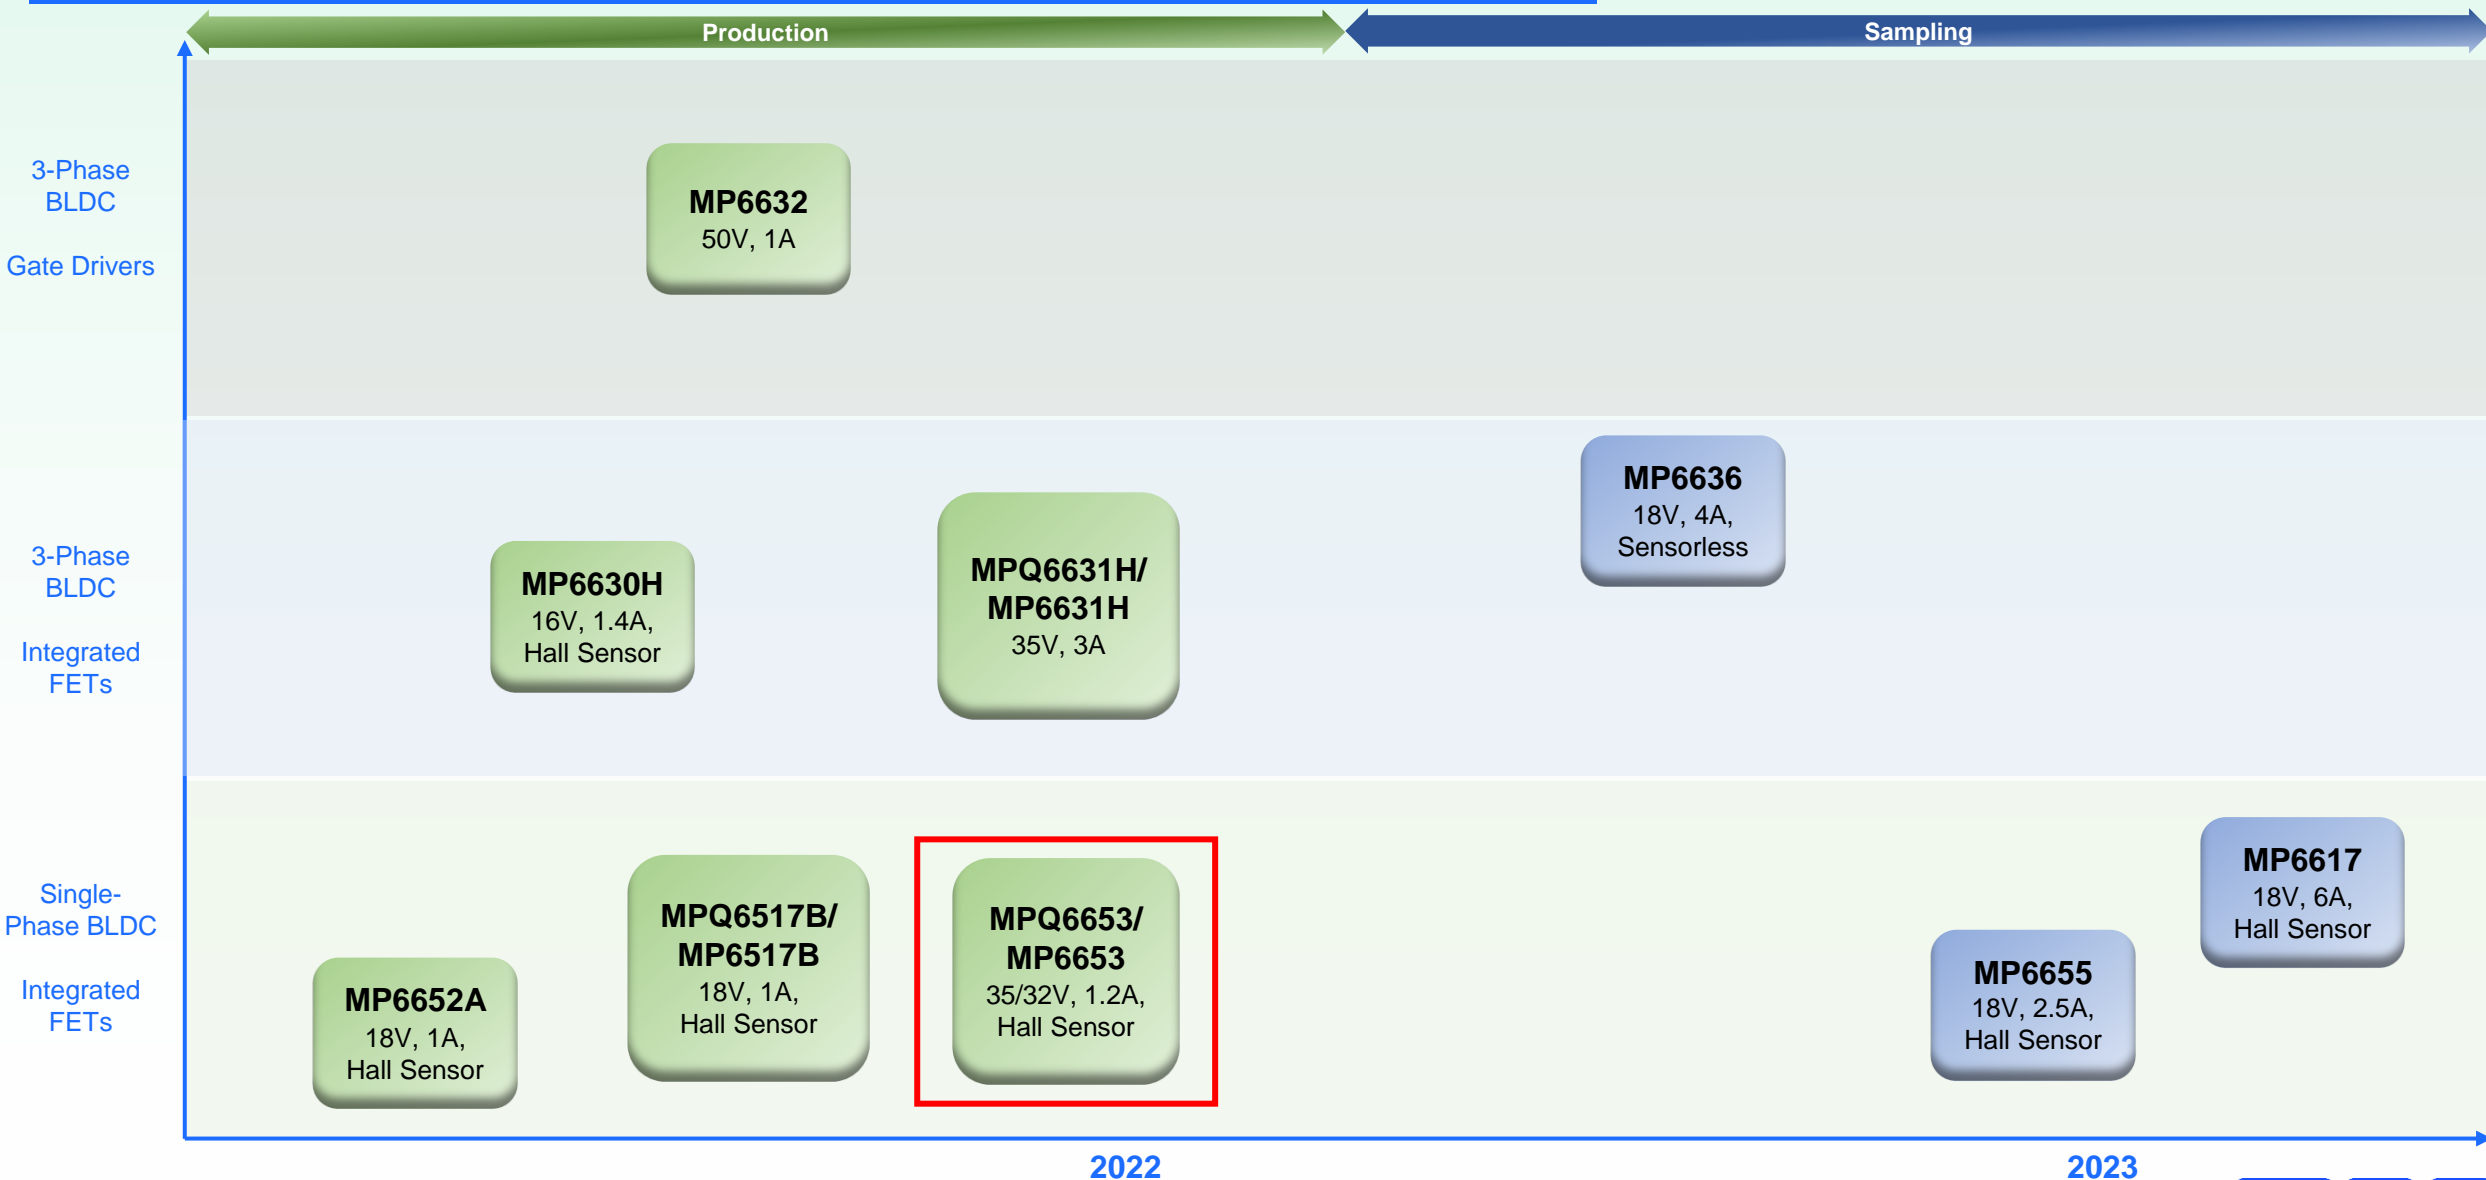 Production
Sampling
3-Phase
BLDC
Gate Drivers
MP6632
50V, 1A
3-Phase
BLDC
Integrated
FETs
MP6630H
16V, 1.4A,
Hall Sensor
MPQ6631H/
MP6631H
35V, 3A
MP6636
18V, 4A,
Sensorless
Single-
Phase BLDC
Integrated
FETs
MP6652A
18V, 1A,
Hall Sensor
MPQ6517B/
MP6517B
18V, 1A,
Hall Sensor
MPQ6653/
MP6653
35/32V, 1.2A,
Hall Sensor
MP6655
18V, 2.5A,
Hall Sensor
MP6617
18V, 6A,
Hall Sensor
2022
2023